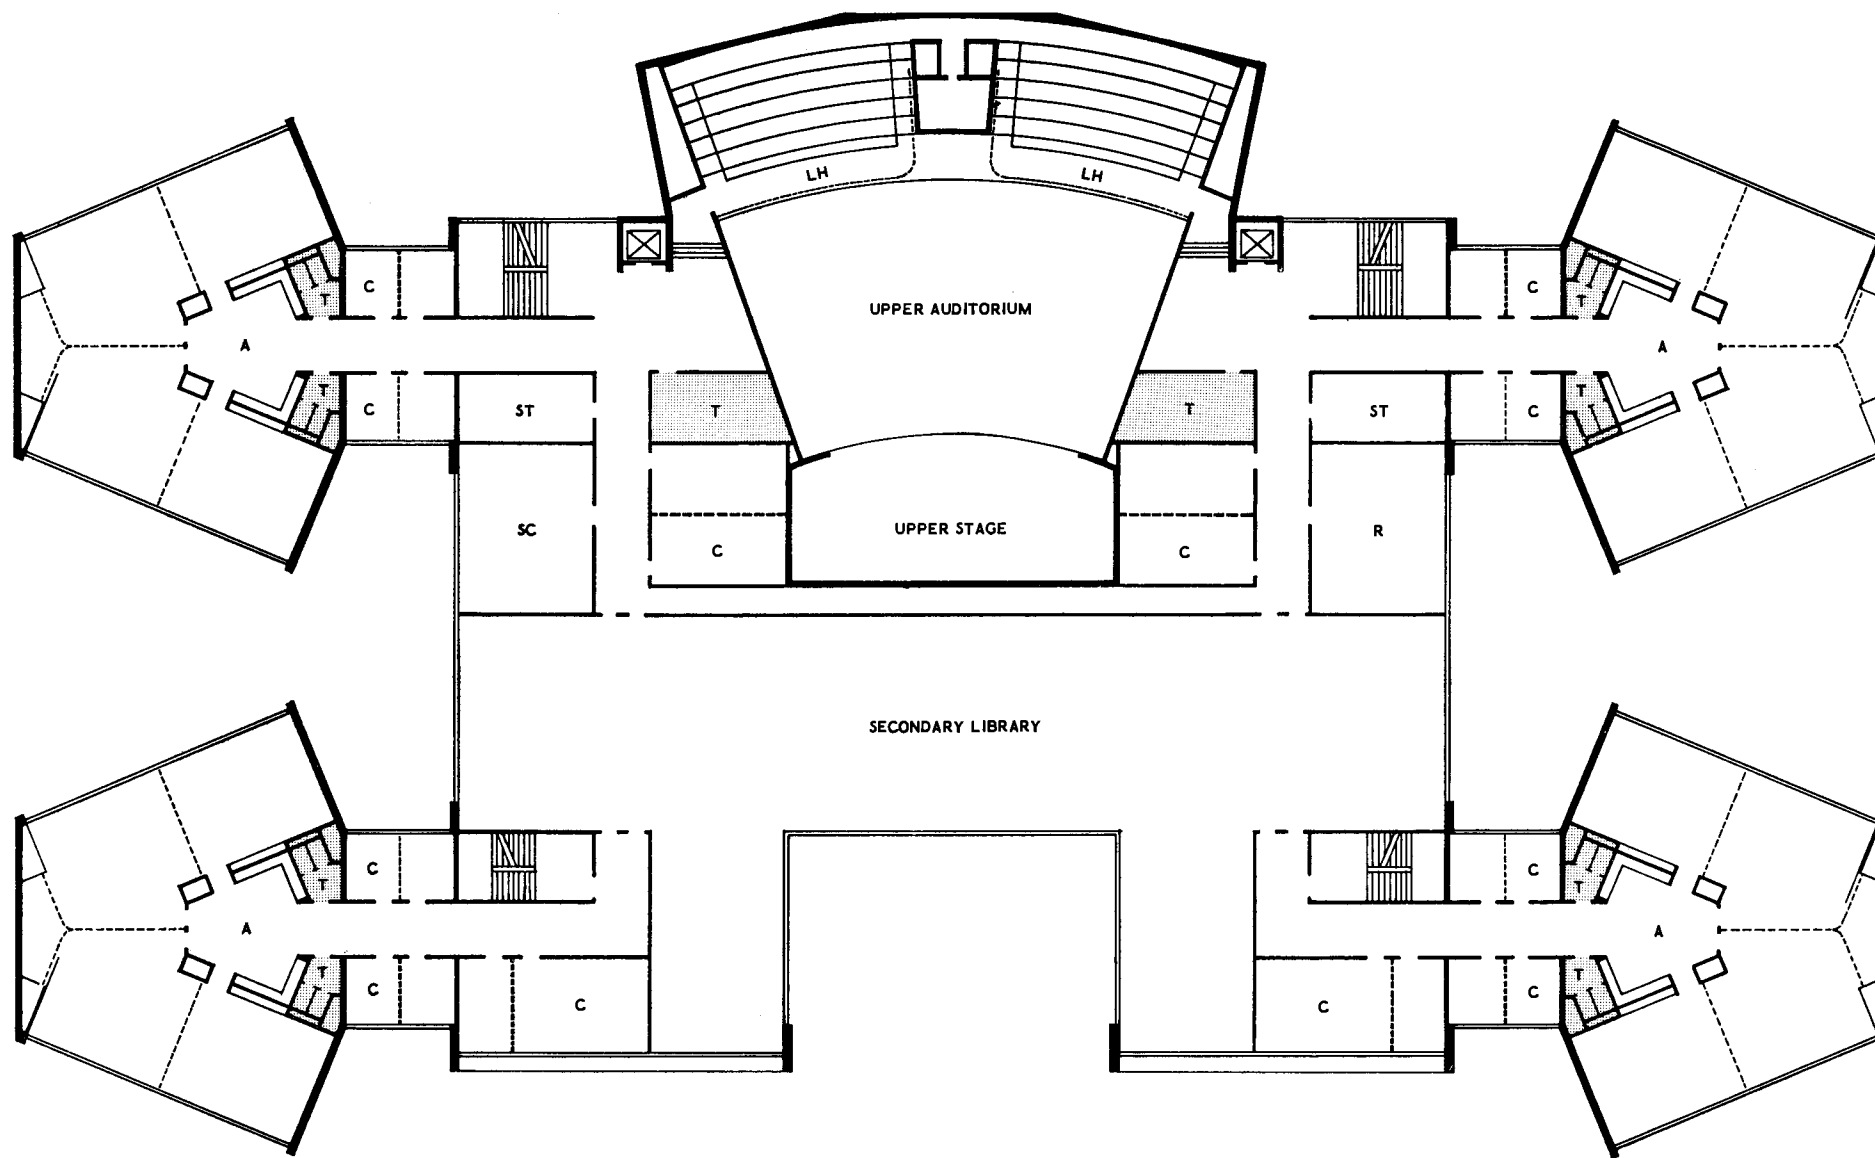 LH LH
C C
T T
UPPER AUDITORIUM
A A
T T
C ST T T ST C
SC UPPER STAGE R
C C
SECONDARY LIBRARY
C C
T T
A A
T T
C C C C